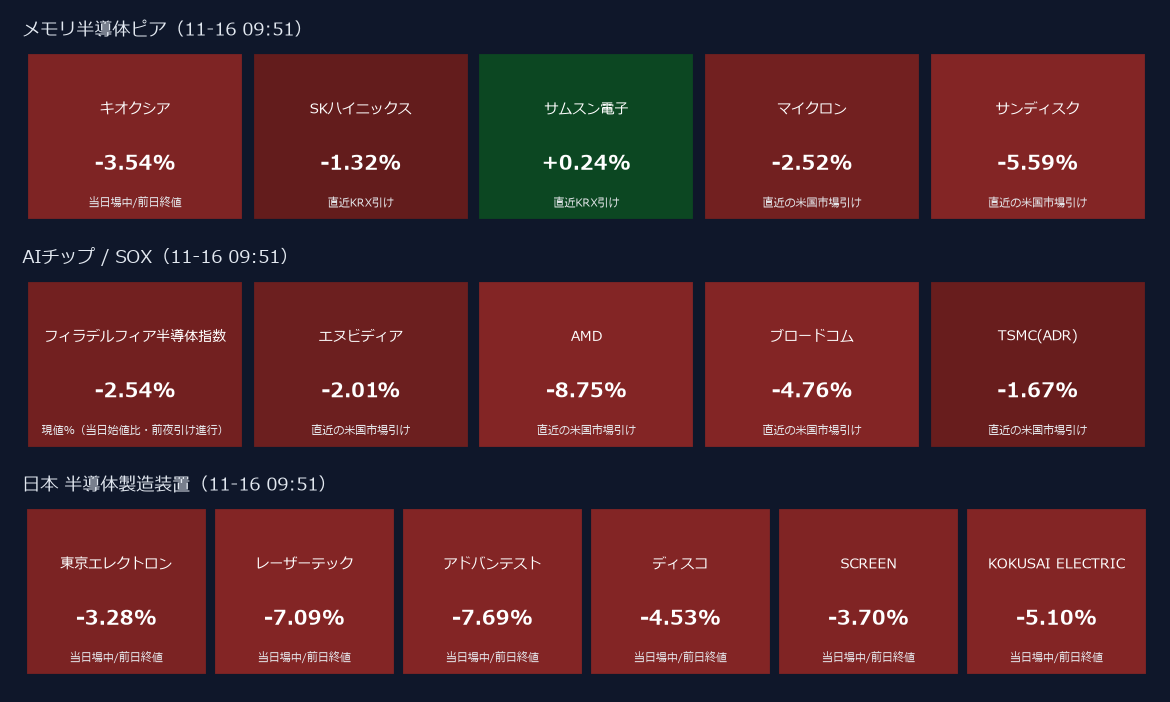 メモリ半導体ピア（11-16 09:51）
キオクシア
-3.54%
当日場中/前日終値
SKハイニックス
-1.32%
直近KRX引け
サムスン電子
+0.24%
直近KRX引け
マイクロン
-2.52%
直近の米国市場引け
サンディスク
-5.59%
直近の米国市場引け
AIチップ / SOX（11-16 09:51）
フィラデルフィア半導体指数
-2.54%
現値%（当日始値比・前夜引け進行）
エヌビディア
-2.01%
直近の米国市場引け
AMD
-8.75%
直近の米国市場引け
ブロードコム
-4.76%
直近の米国市場引け
TSMC(ADR)
-1.67%
直近の米国市場引け
日本 半導体製造装置（11-16 09:51）
東京エレクトロン
-3.28%
当日場中/前日終値
レーザーテック
-7.09%
当日場中/前日終値
アドバンテスト
-7.69%
当日場中/前日終値
ディスコ
-4.53%
当日場中/前日終値
SCREEN
-3.70%
当日場中/前日終値
KOKUSAI ELECTRIC
-5.10%
当日場中/前日終値